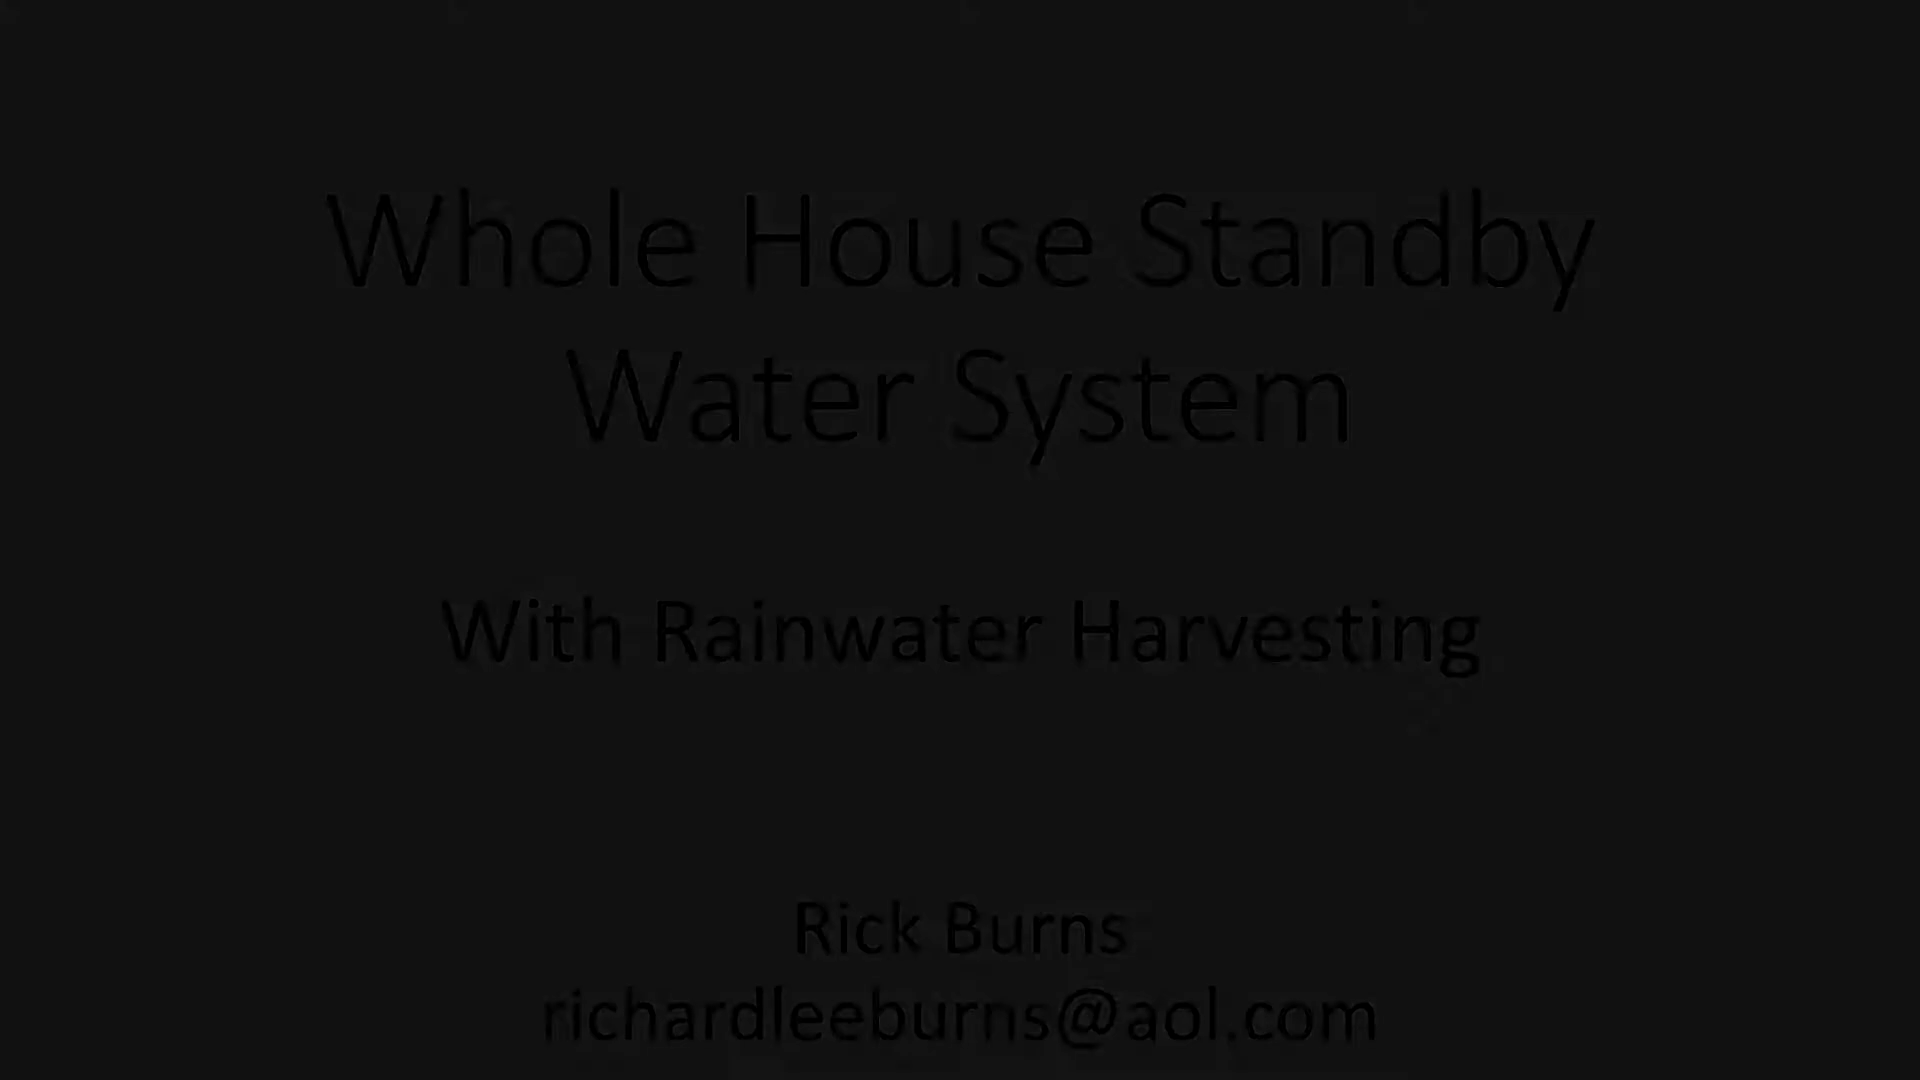 Whole House Standby
Water System
With Rainwater Harvesting
Rick Burns
richardleeburns@aol.com